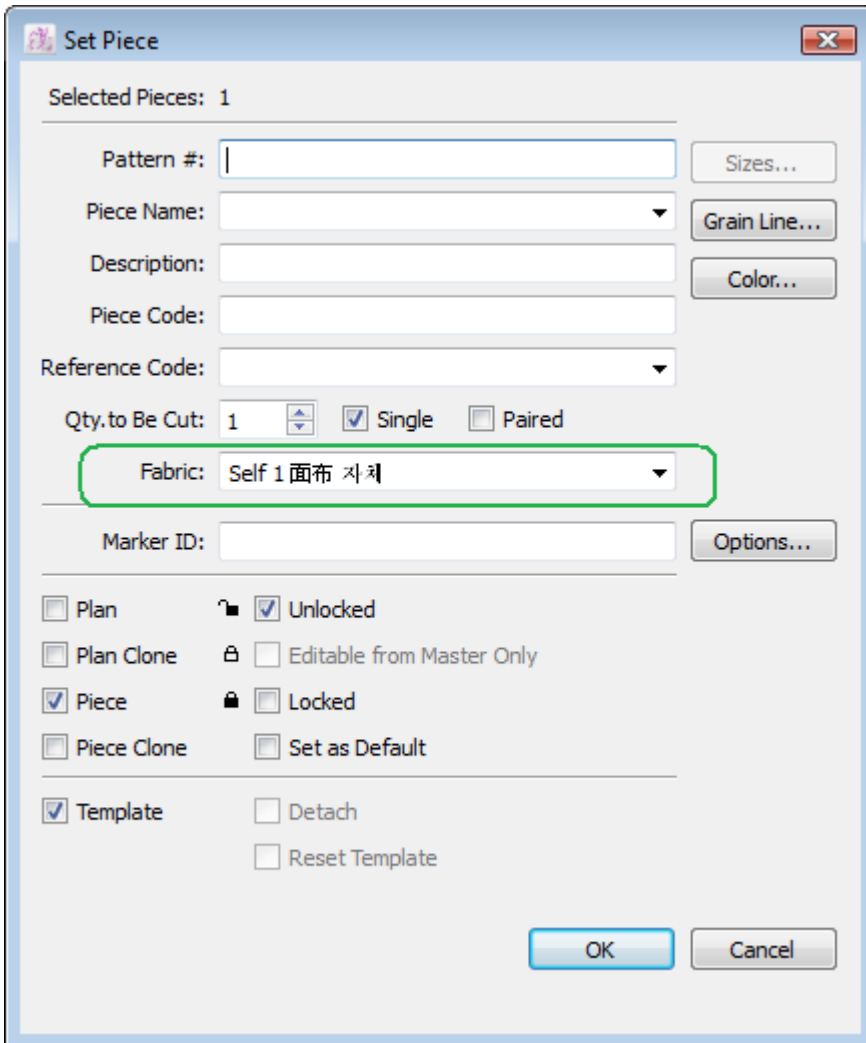 Set Piece
Selected Pieces: 1
Pattern #:
Sizes...
Piece Name:
Grain Line...
Description:
Color...
Piece Code:
Reference Code:
Qty.to Be Cut: 1 Single Paired
Fabric: Self 1 面布 자체
Marker ID:
Options...
Plan Unlocked
Plan Clone Editable from Master Only
Piece Locked
Piece Clone Set as Default
Template Detach
Reset Template
OK Cancel